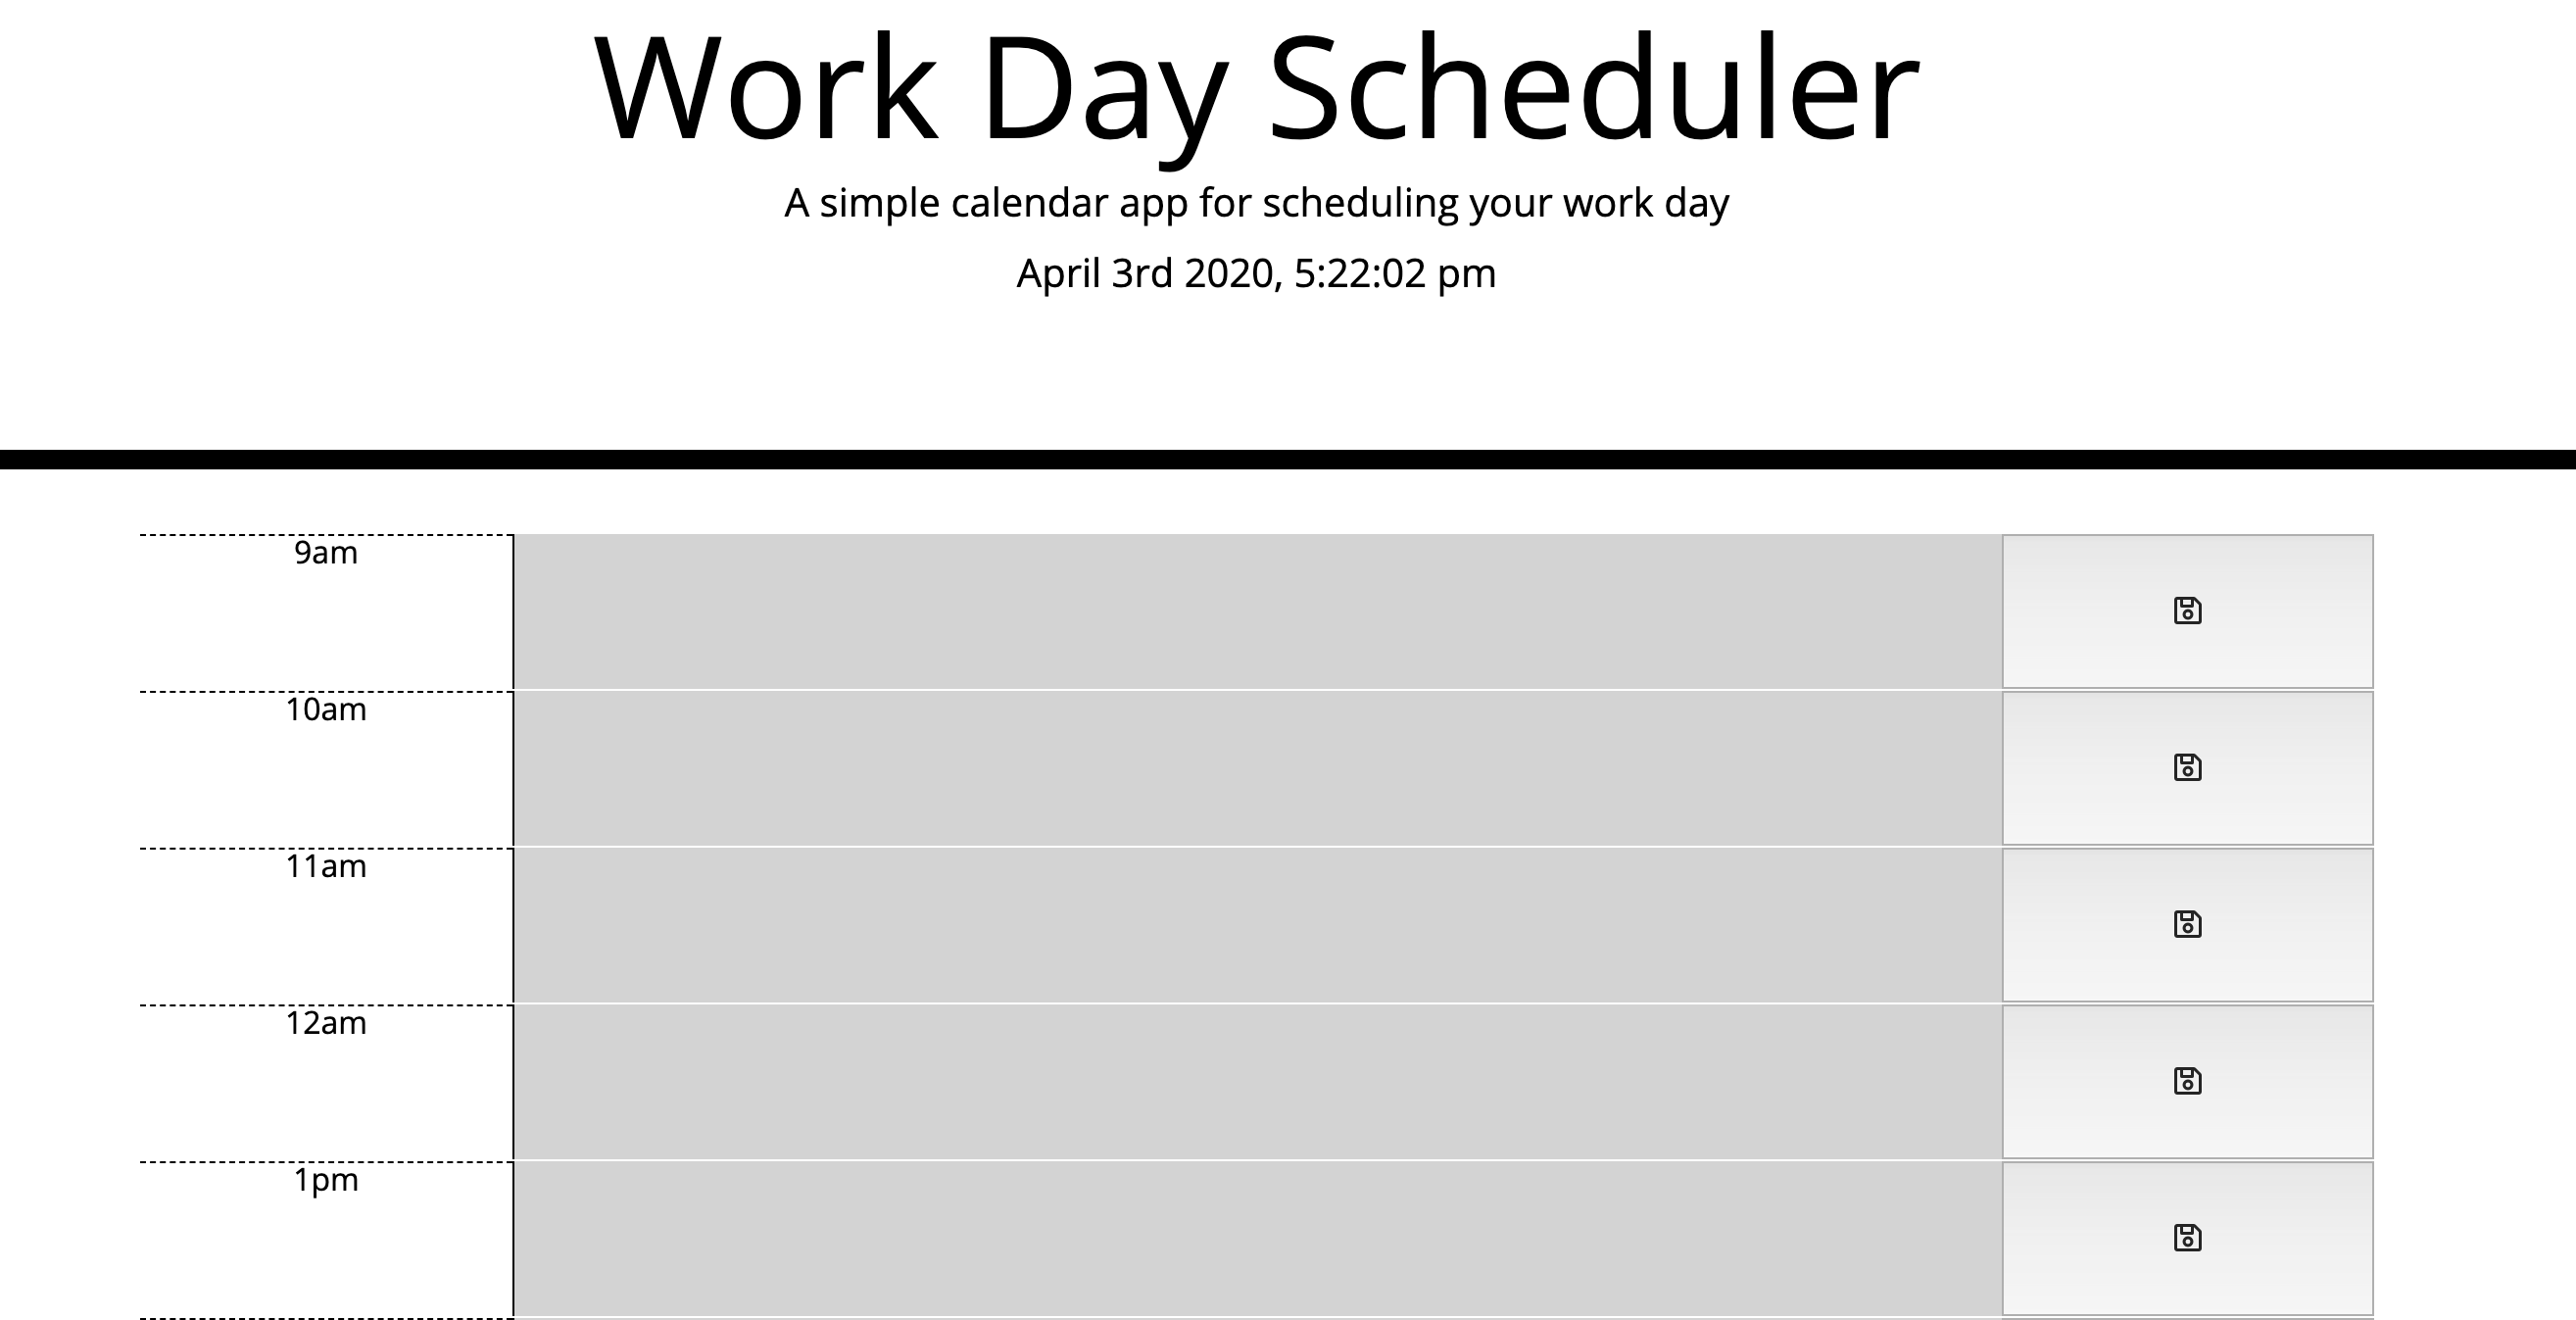 Work Day Scheduler
A simple calendar app for scheduling your work day
April 3rd 2020, 5:22:02 pm
9am
10am
11am
12am
1pm